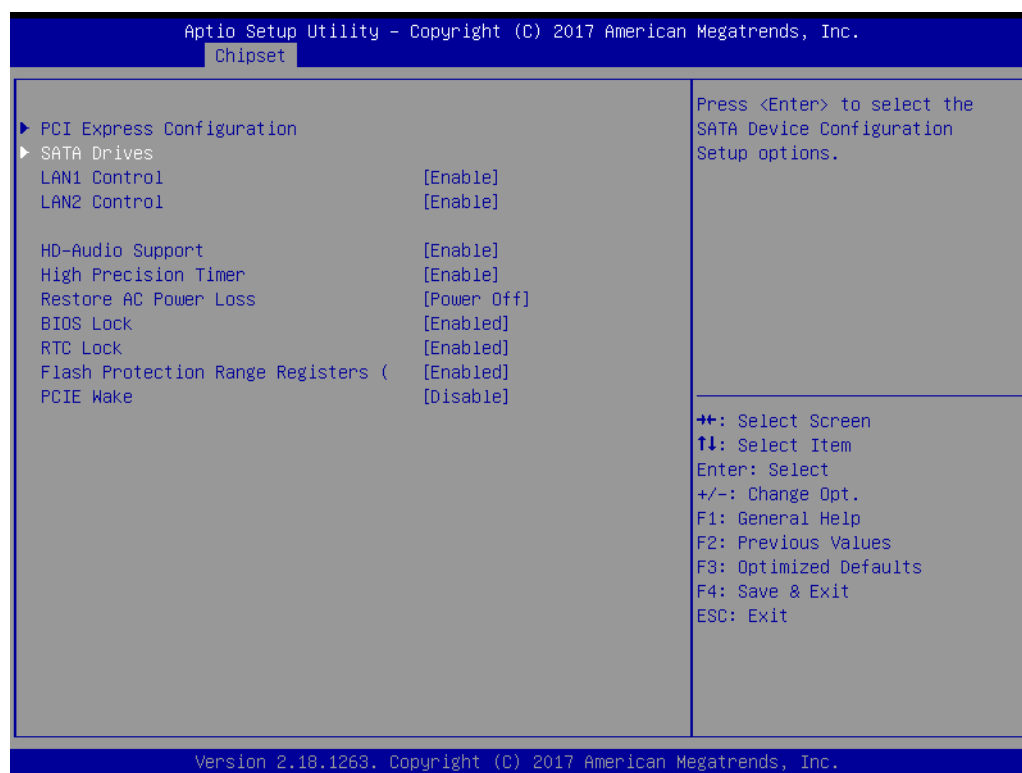 Aptio Setup Utility – Copyright (C) 2017 American Megatrends, Inc.
Chipset
PCI Express Configuration
SATA Drives
LAN1 Control [Enable]
LAN2 Control [Enable]
HD-Audio Support [Enable]
High Precision Timer [Enable]
Restore AC Power Loss [Power Off]
BIOS Lock [Enabled]
RTC Lock [Enabled]
Flash Protection Range Registers ( [Enabled]
PCIE Wake [Disable]
Press <Enter> to select the
SATA Device Configuration
Setup options.
→←: Select Screen
↑↓: Select Item
Enter: Select
+/-: Change Opt.
F1: General Help
F2: Previous Values
F3: Optimized Defaults
F4: Save & Exit
ESC: Exit
Version 2.18.1263. Copyright (C) 2017 American Megatrends, Inc.